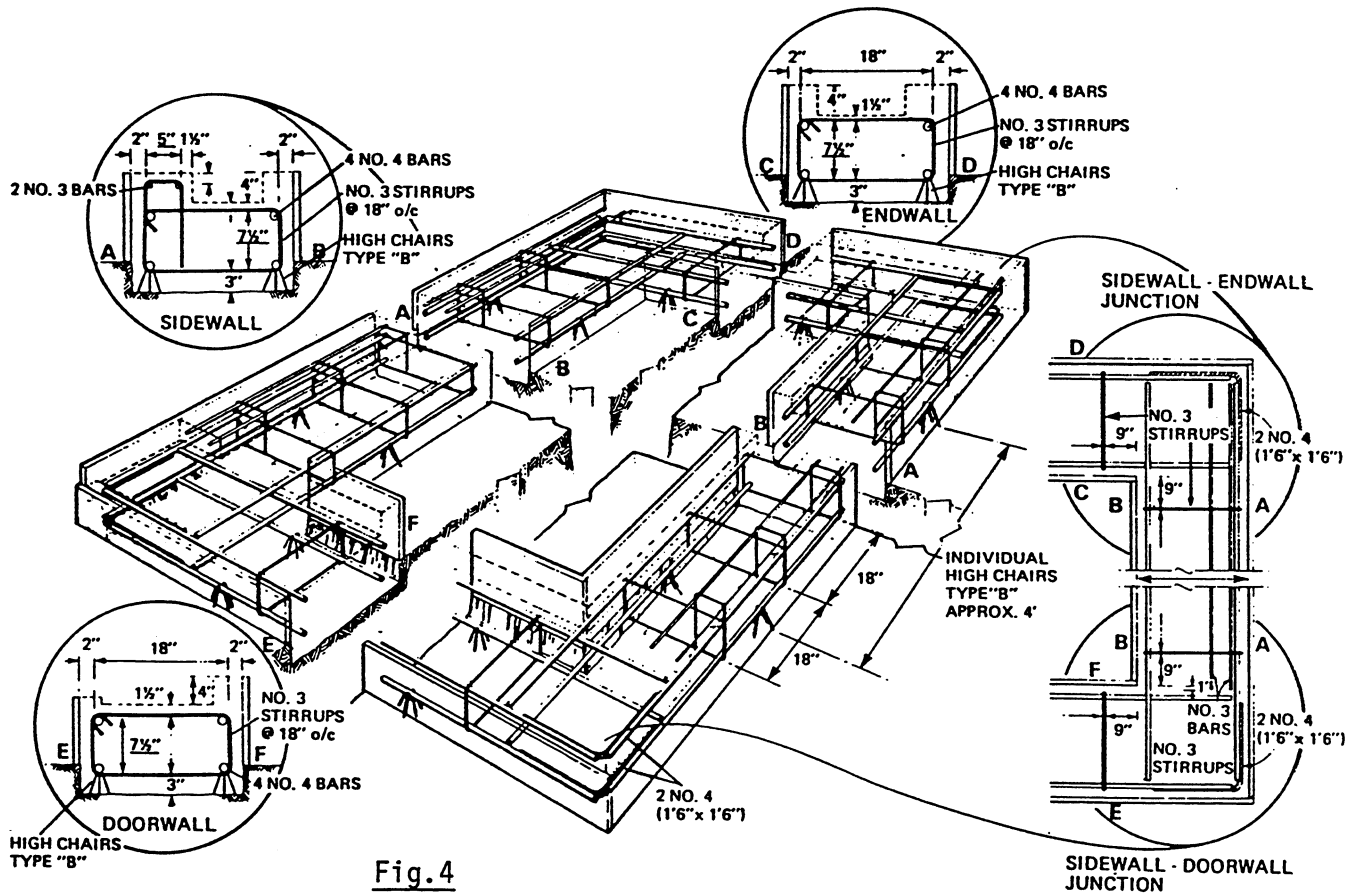 2" 18" 2"
4" 1½"
4 NO. 4 BARS
NO. 3 STIRRUPS
@ 18" o/c
7½"
C D
HIGH CHAIRS
TYPE "B"
3"
ENDWALL
2" 5" 1½" 2"
4 NO. 4 BARS
2 NO. 3 BARS
4"
NO. 3 STIRRUPS
@ 18" o/c
7½"
A B
HIGH CHAIRS
TYPE "B"
3"
SIDEWALL
D
A
C
B
B
A
F
E
SIDEWALL - ENDWALL
JUNCTION
D
NO. 3
STIRRUPS
9"
2 NO. 4
(1'6" x 1'6")
C
9"
B A
INDIVIDUAL
HIGH CHAIRS
TYPE "B"
APPROX. 4'
18"
18"
B A
F
9"
1"
NO. 3
BARS
9"
2 NO. 4
(1'6" x 1'6")
NO. 3
STIRRUPS
E
SIDEWALL - DOORWALL
JUNCTION
2" 18" 2"
1½" 4"
NO. 3
STIRRUPS
@ 18" o/c
7½"
E F
3"
4 NO. 4 BARS
DOORWALL
HIGH CHAIRS
TYPE "B"
2 NO. 4
(1'6" x 1'6")
Fig.4